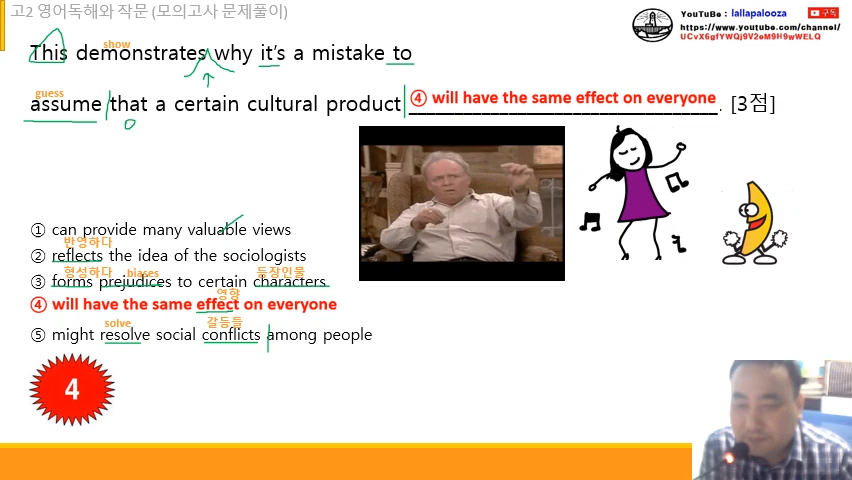 고2 영어독해와 작문 (모의고사 문제풀이)
YouTuBe : lallapalooza 구독
https://www.youtube.com/channel/
UCvX6gfYWQj9V2eM9H9wWELQ
show
This demonstrates why it's a mistake to
guess
assume that a certain cultural product ④ will have the same effect on everyone. [3점]
① can provide many valuable views
반영하다
② reflects the idea of the sociologists
형성하다 biases 등장인물
③ forms prejudices to certain characters
영향
④ will have the same effect on everyone
solve 갈등들
⑤ might resolve social conflicts among people
4